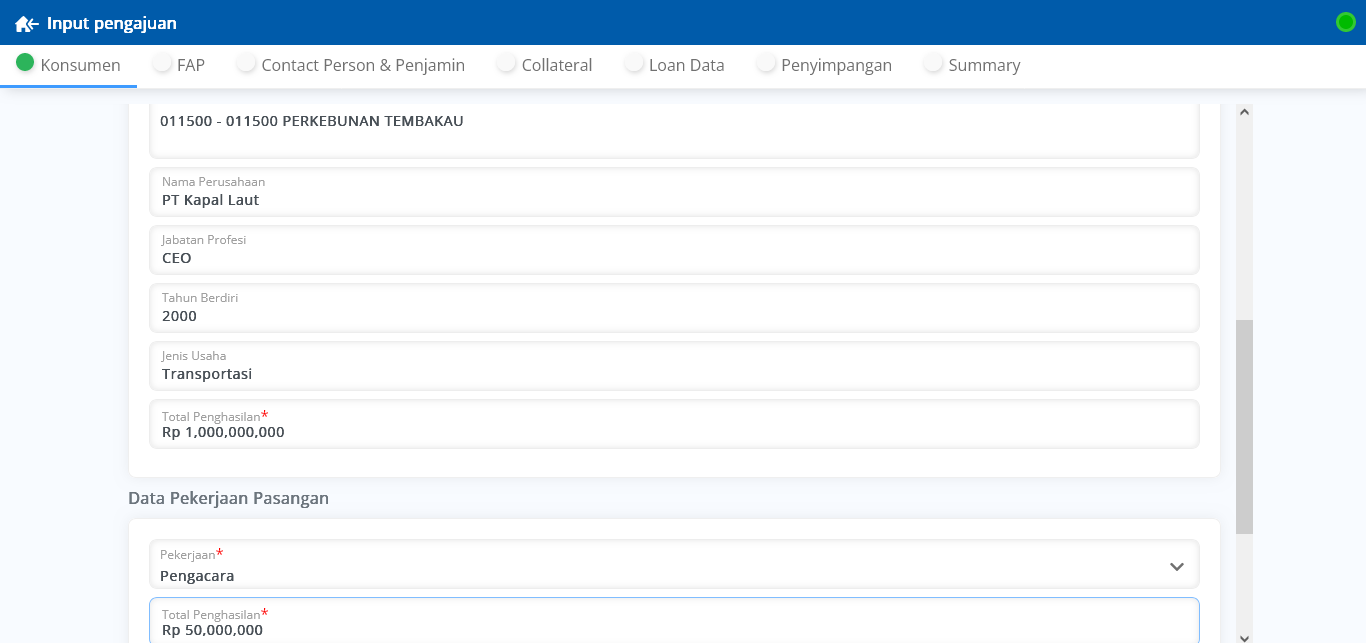 Input pengajuan
Konsumen FAP Contact Person & Penjamin Collateral Loan Data Penyimpangan Summary
011500 - 011500 PERKEBUNAN TEMBAKAU
Nama Perusahaan
PT Kapal Laut
Jabatan Profesi
CEO
Tahun Berdiri
2000
Jenis Usaha
Transportasi
Total Penghasilan*
Rp 1,000,000,000
Data Pekerjaan Pasangan
Pekerjaan*
Pengacara
Total Penghasilan*
Rp 50,000,000